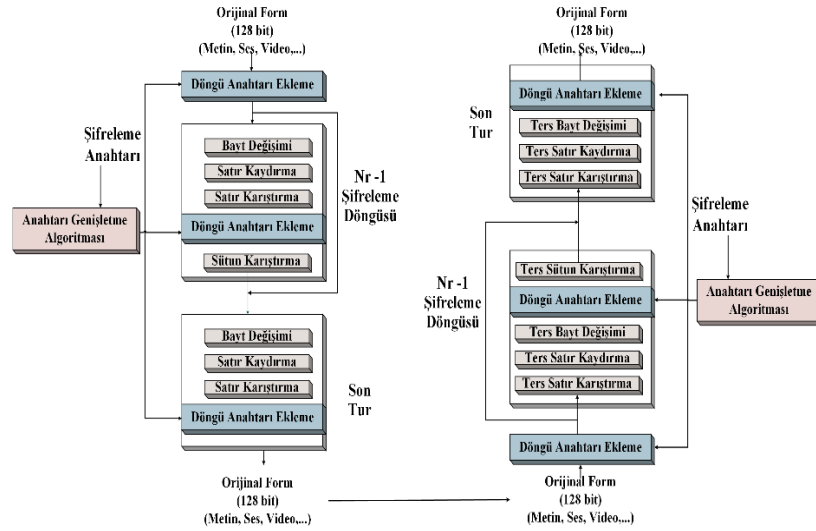 Orijinal Form
(128 bit)
(Metin, Ses, Video,...)
Döngü Anahtarı Ekleme
Şifreleme
Anahtarı
Bayt Değişimi
Satır Kaydırma
Satır Karıştırma
Döngü Anahtarı Ekleme
Sütun Karıştırma
Nr -1
Şifreleme
Döngüsü
Anahtarı Genişletme
Algoritması
Bayt Değişimi
Satır Kaydırma
Satır Karıştırma
Döngü Anahtarı Ekleme
Son
Tur
Orijinal Form
(128 bit)
(Metin, Ses, Video,...)
Orijinal Form
(128 bit)
(Metin, Ses, Video,...)
Döngü Anahtarı Ekleme
Son
Tur
Ters Bayt Değişimi
Ters Satır Kaydırma
Ters Satır Karıştırma
Şifreleme
Anahtarı
Ters Sütun Karıştırma
Döngü Anahtarı Ekleme
Anahtarı Genişletme
Algoritması
Nr -1
Şifreleme
Döngüsü
Ters Bayt Değişimi
Ters Satır Kaydırma
Ters Satır Karıştırma
Döngü Anahtarı Ekleme
Orijinal Form
(128 bit)
(Metin, Ses, Video,...)